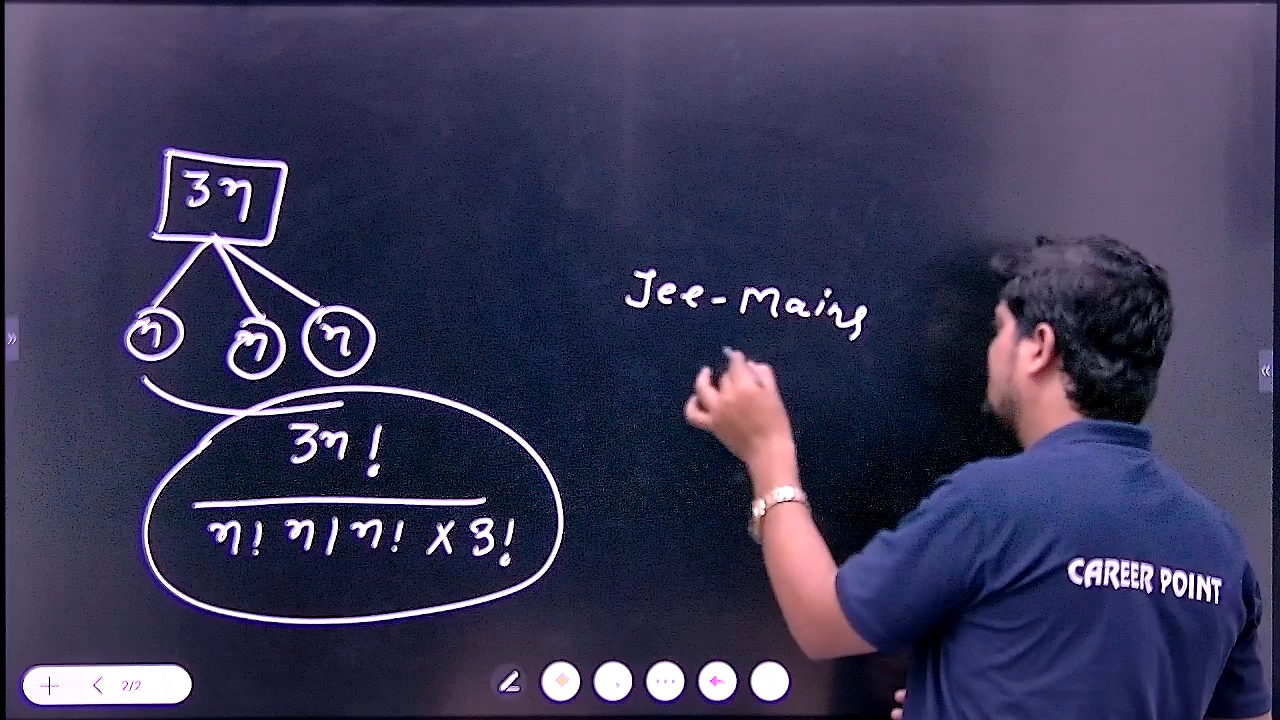 3n
n n n
3n!
n! n! n! × 3!
Jee-Mains
CAREER POINT
2/2